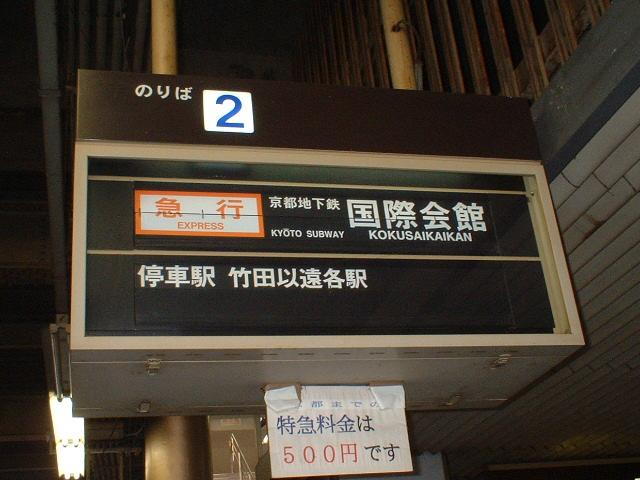 のりば 2
急行 京都地下鉄 国際会館
EXPRESS KYŌTO SUBWAY KOKUSAIKAIKAN
停車駅 竹田以遠各駅
都までの
特急料金は
500円です